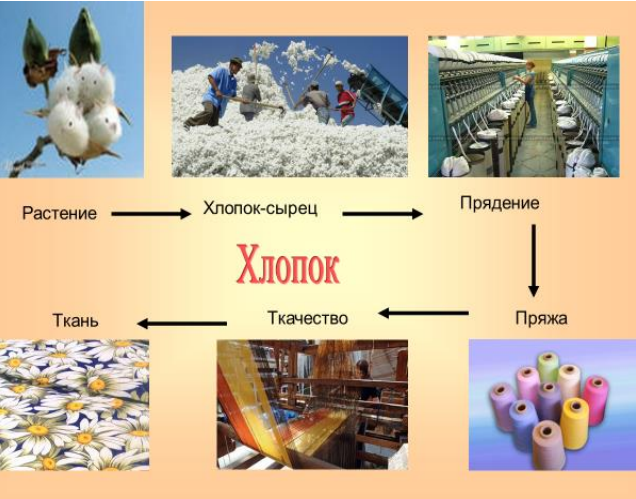 Растение
Хлопок-сырец
Прядение
Хлопок
Ткань
Ткачество
Пряжа